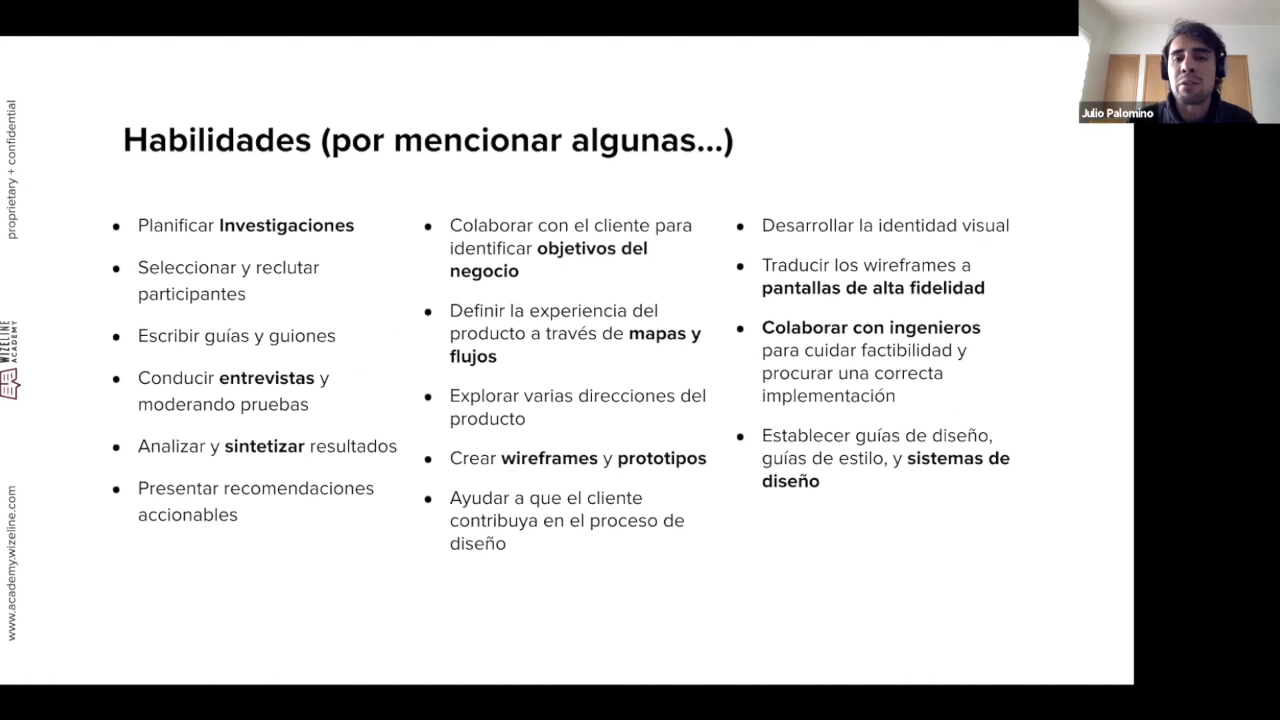 Julio Palomino
proprietary + confidential
WIZELINE
ACADEMY
www.academy.wizeline.com
Habilidades (por mencionar algunas...)
● Planificar Investigaciones
● Seleccionar y reclutar
participantes
● Escribir guías y guiones
● Conducir entrevistas y
moderando pruebas
● Analizar y sintetizar resultados
● Presentar recomendaciones
accionables
● Colaborar con el cliente para
identificar objetivos del
negocio
● Definir la experiencia del
producto a través de mapas y
flujos
● Explorar varias direcciones del
producto
● Crear wireframes y prototipos
● Ayudar a que el cliente
contribuya en el proceso de
diseño
● Desarrollar la identidad visual
● Traducir los wireframes a
pantallas de alta fidelidad
● Colaborar con ingenieros
para cuidar factibilidad y
procurar una correcta
implementación
● Establecer guías de diseño,
guías de estilo, y sistemas de
diseño